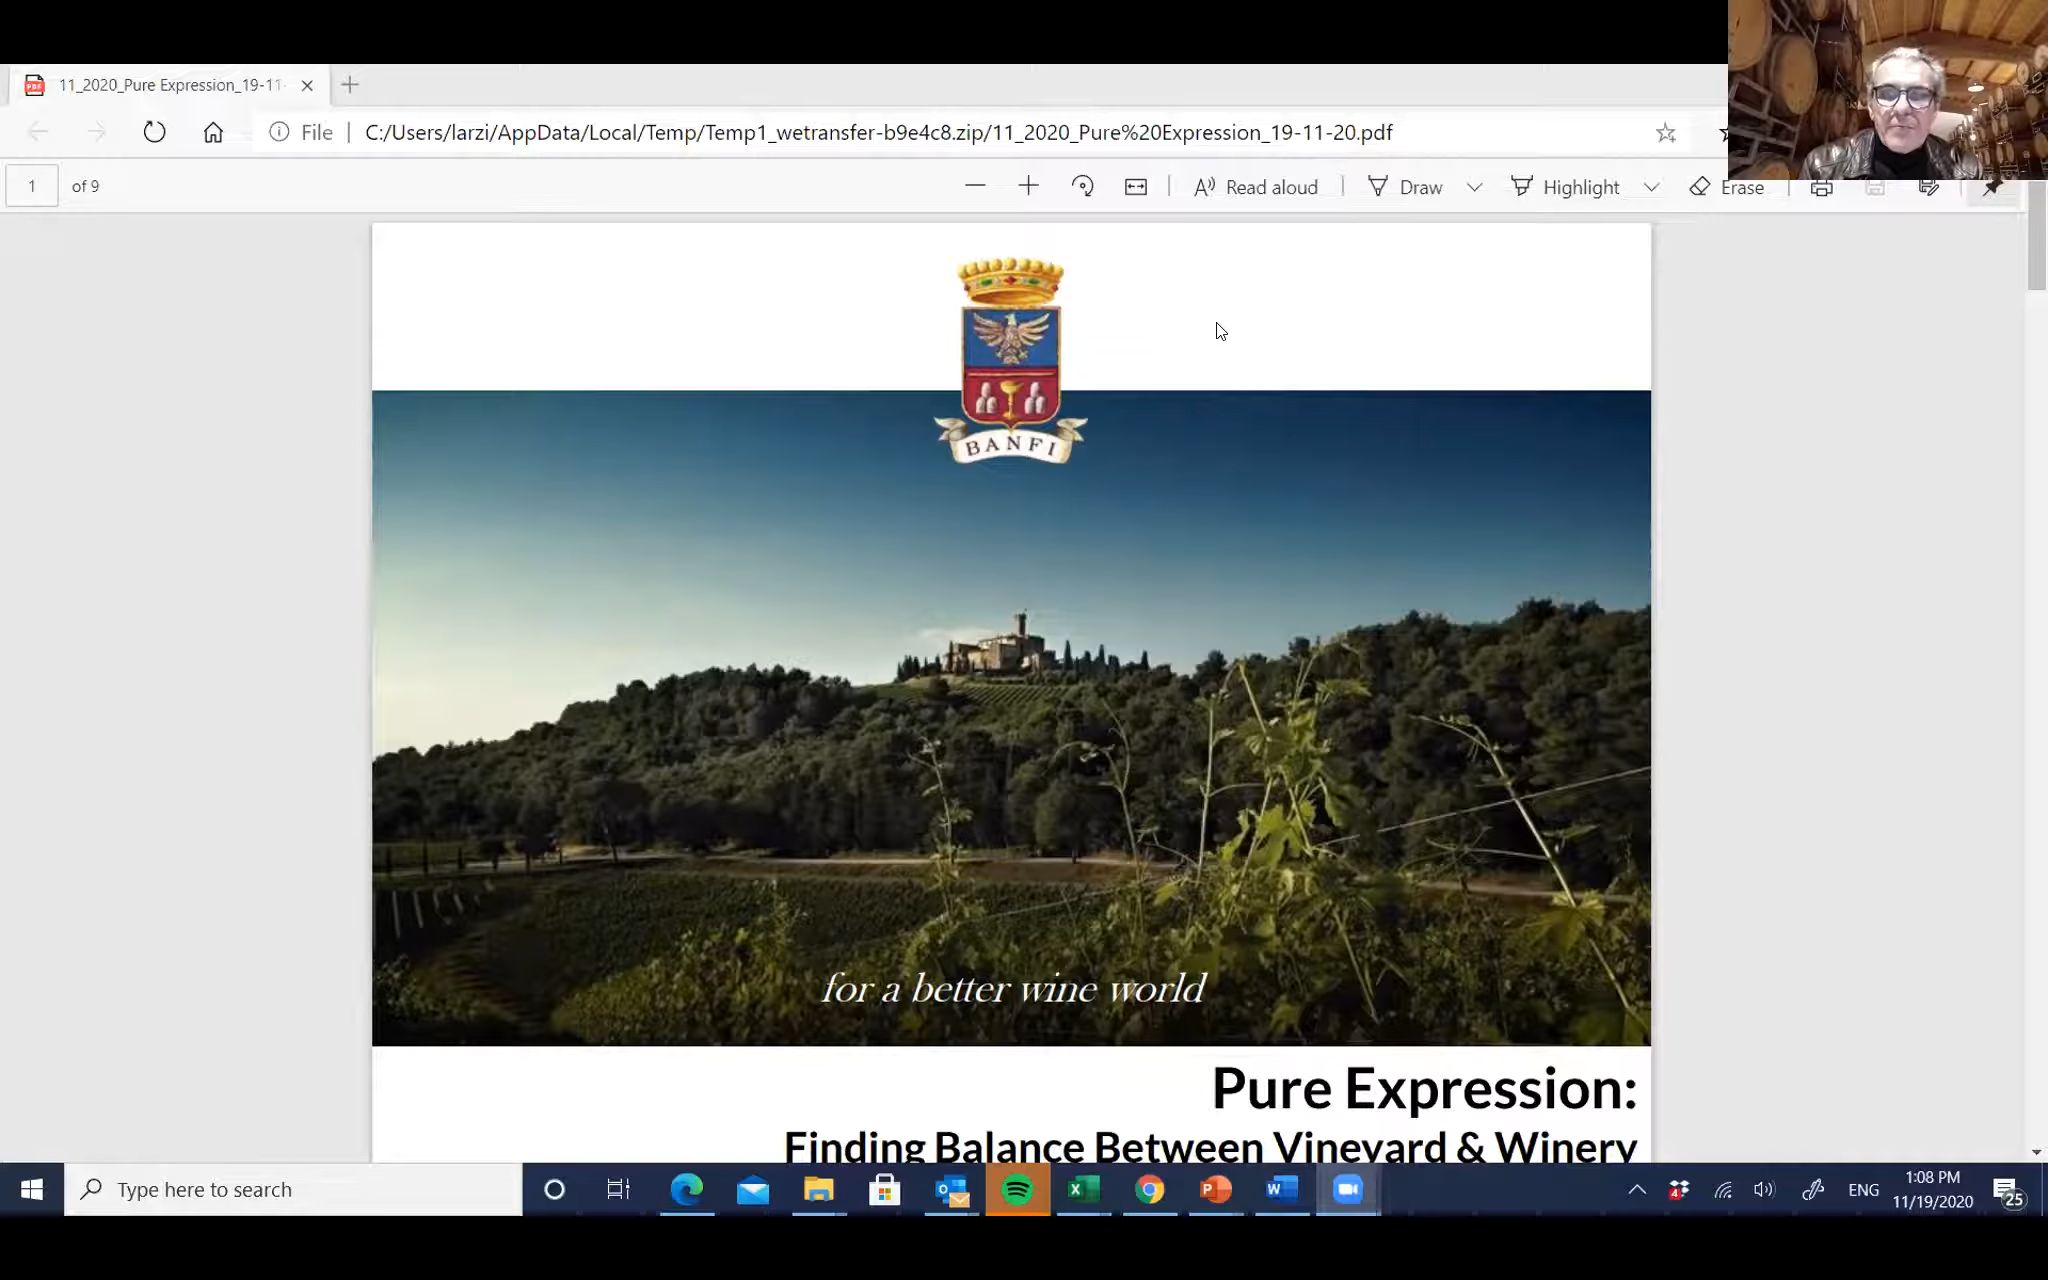 11_2020_Pure Expression_19-11-
File
C:/Users/larzi/AppData/Local/Temp/Temp1_wetransfer-b9e4c8.zip/11_2020_Pure%20Expression_19-11-20.pdf
1 of 9
Read aloud
Draw
Highlight
Erase
BANFI
for a better wine world
Pure Expression:
Finding Balance Between Vineyard & Winery
Type here to search
ENG
1:08 PM
11/19/2020
25
4